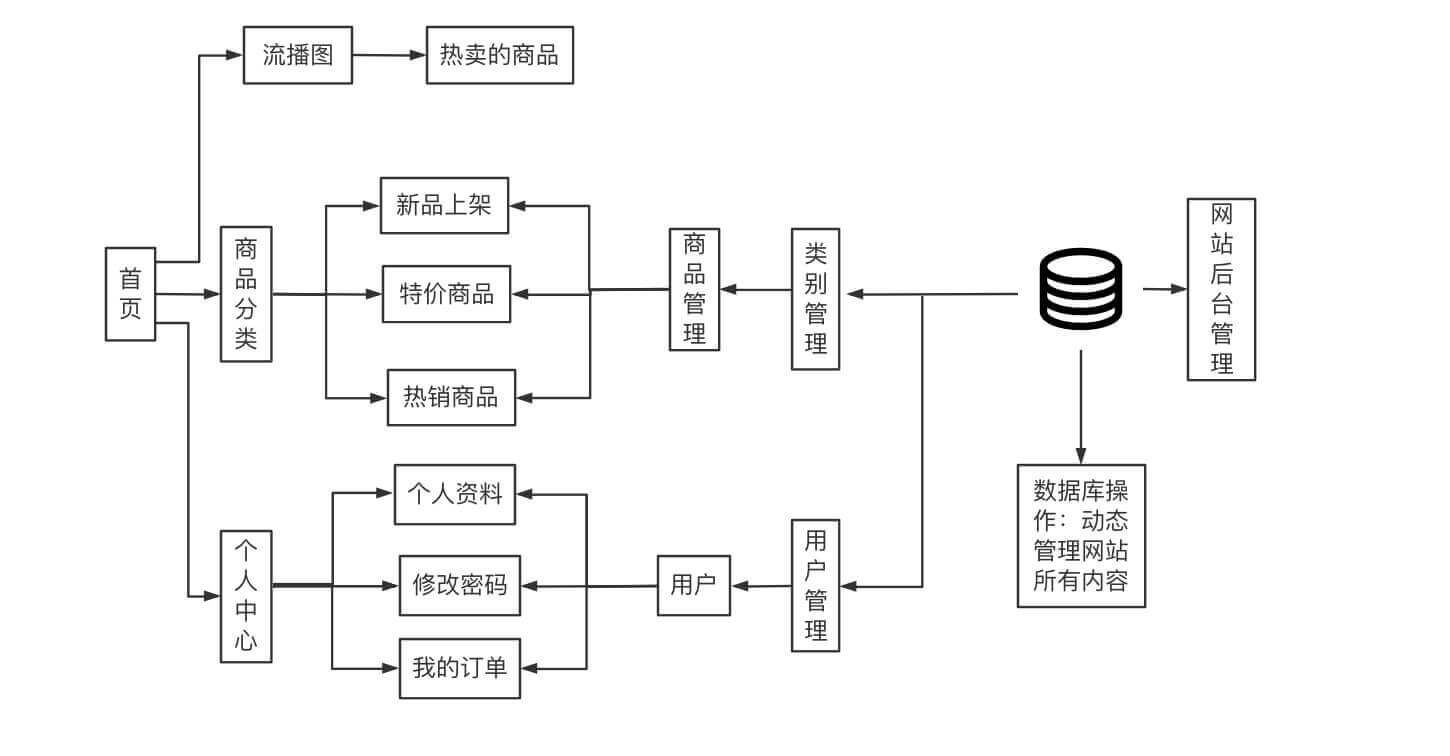 流播图
热卖的商品
新品上架
特价商品
热销商品
首页
商品分类
商品管理
类别管理
网站后台管理
个人资料
修改密码
我的订单
个人中心
用户
用户管理
数据库操
作：动态
管理网站
所有内容